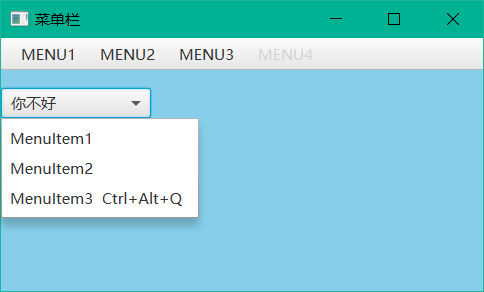 菜单栏
MENU1 MENU2 MENU3 MENU4
你不好
MenuItem1
MenuItem2
MenuItem3 Ctrl+Alt+Q